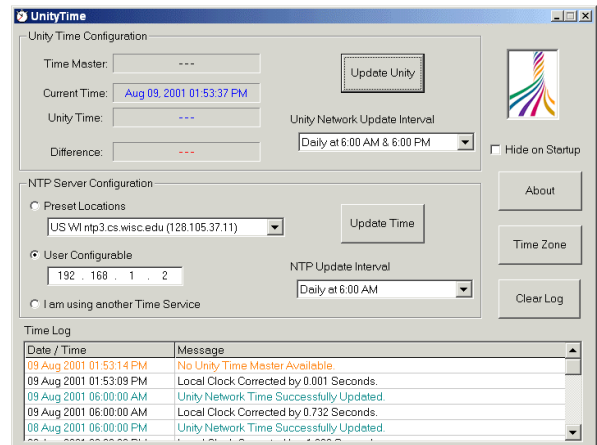 UnityTime
Unity Time Configuration
Time Master: ---
Update Unity
Current Time: Aug 09, 2001 01:53:37 PM
Unity Time: ---
Unity Network Update Interval
Daily at 6:00 AM & 6:00 PM
Difference: ---
Hide on Startup
NTP Server Configuration
About
Preset Locations
US WI ntp3.cs.wisc.edu (128.105.37.11)
Update Time
Time Zone
User Configurable
192 . 168 . 1 . 2
NTP Update Interval
Daily at 6:00 AM
Clear Log
I am using another Time Service
Time Log
Date / Time Message
09 Aug 2001 01:53:14 PM No Unity Time Master Available.
09 Aug 2001 01:53:09 PM Local Clock Corrected by 0.001 Seconds.
09 Aug 2001 06:00:00 AM Unity Network Time Successfully Updated.
09 Aug 2001 06:00:00 AM Local Clock Corrected by 0.732 Seconds.
08 Aug 2001 06:00:00 PM Unity Network Time Successfully Updated.